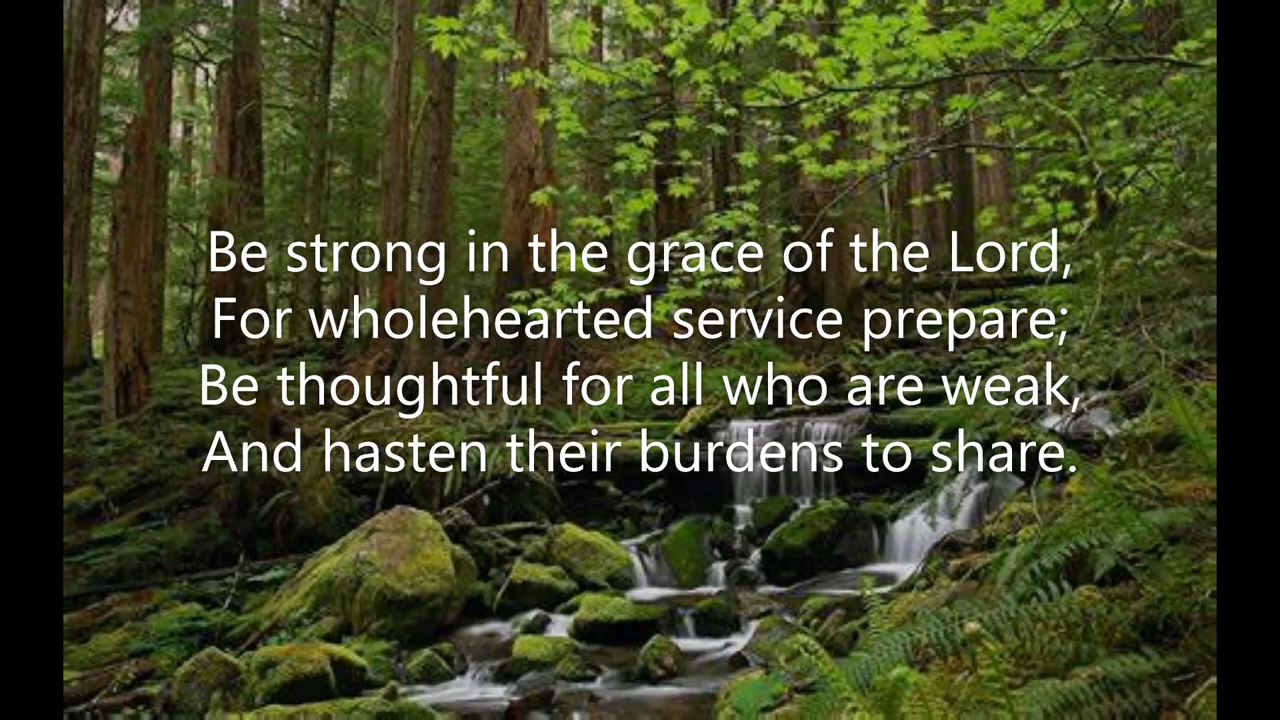 Be strong in the grace of the Lord,
For wholehearted service prepare;
Be thoughtful for all who are weak,
And hasten their burdens to share.